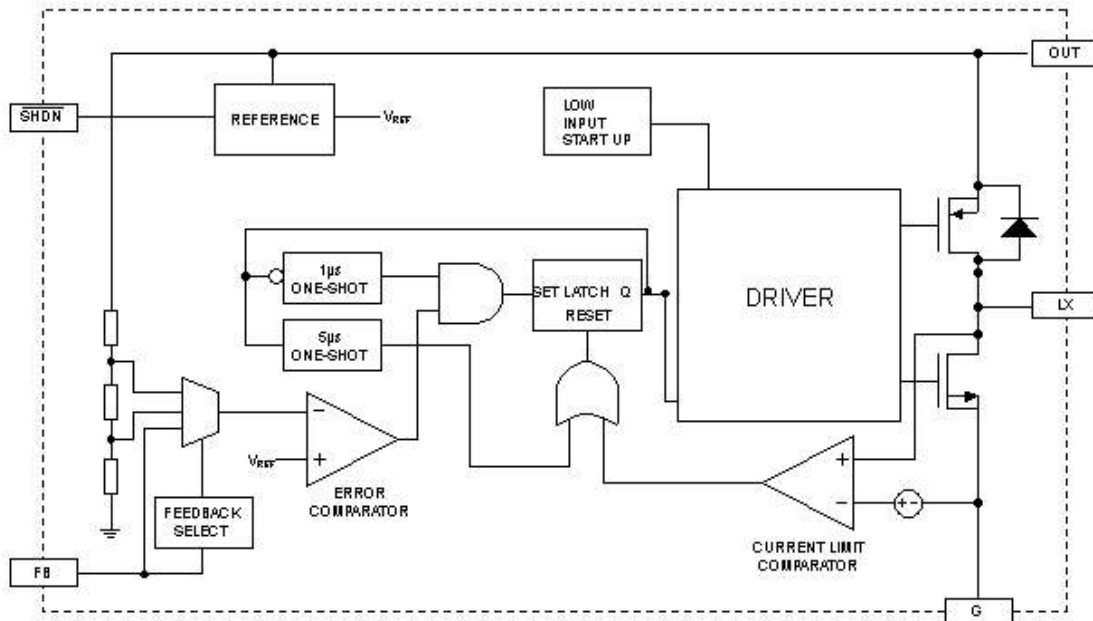 OUT
SHDN
REFERENCE
VREF
LOW
INPUT
START UP
1µs
ONE-SHOT
SET LATCH Q
RESET
DRIVER
LX
5µs
ONE-SHOT
−
VREF
+
ERROR
COMPARATOR
+
−
+ −
FEEDBACK
SELECT
CURRENT LIMIT
COMPARATOR
FB
G